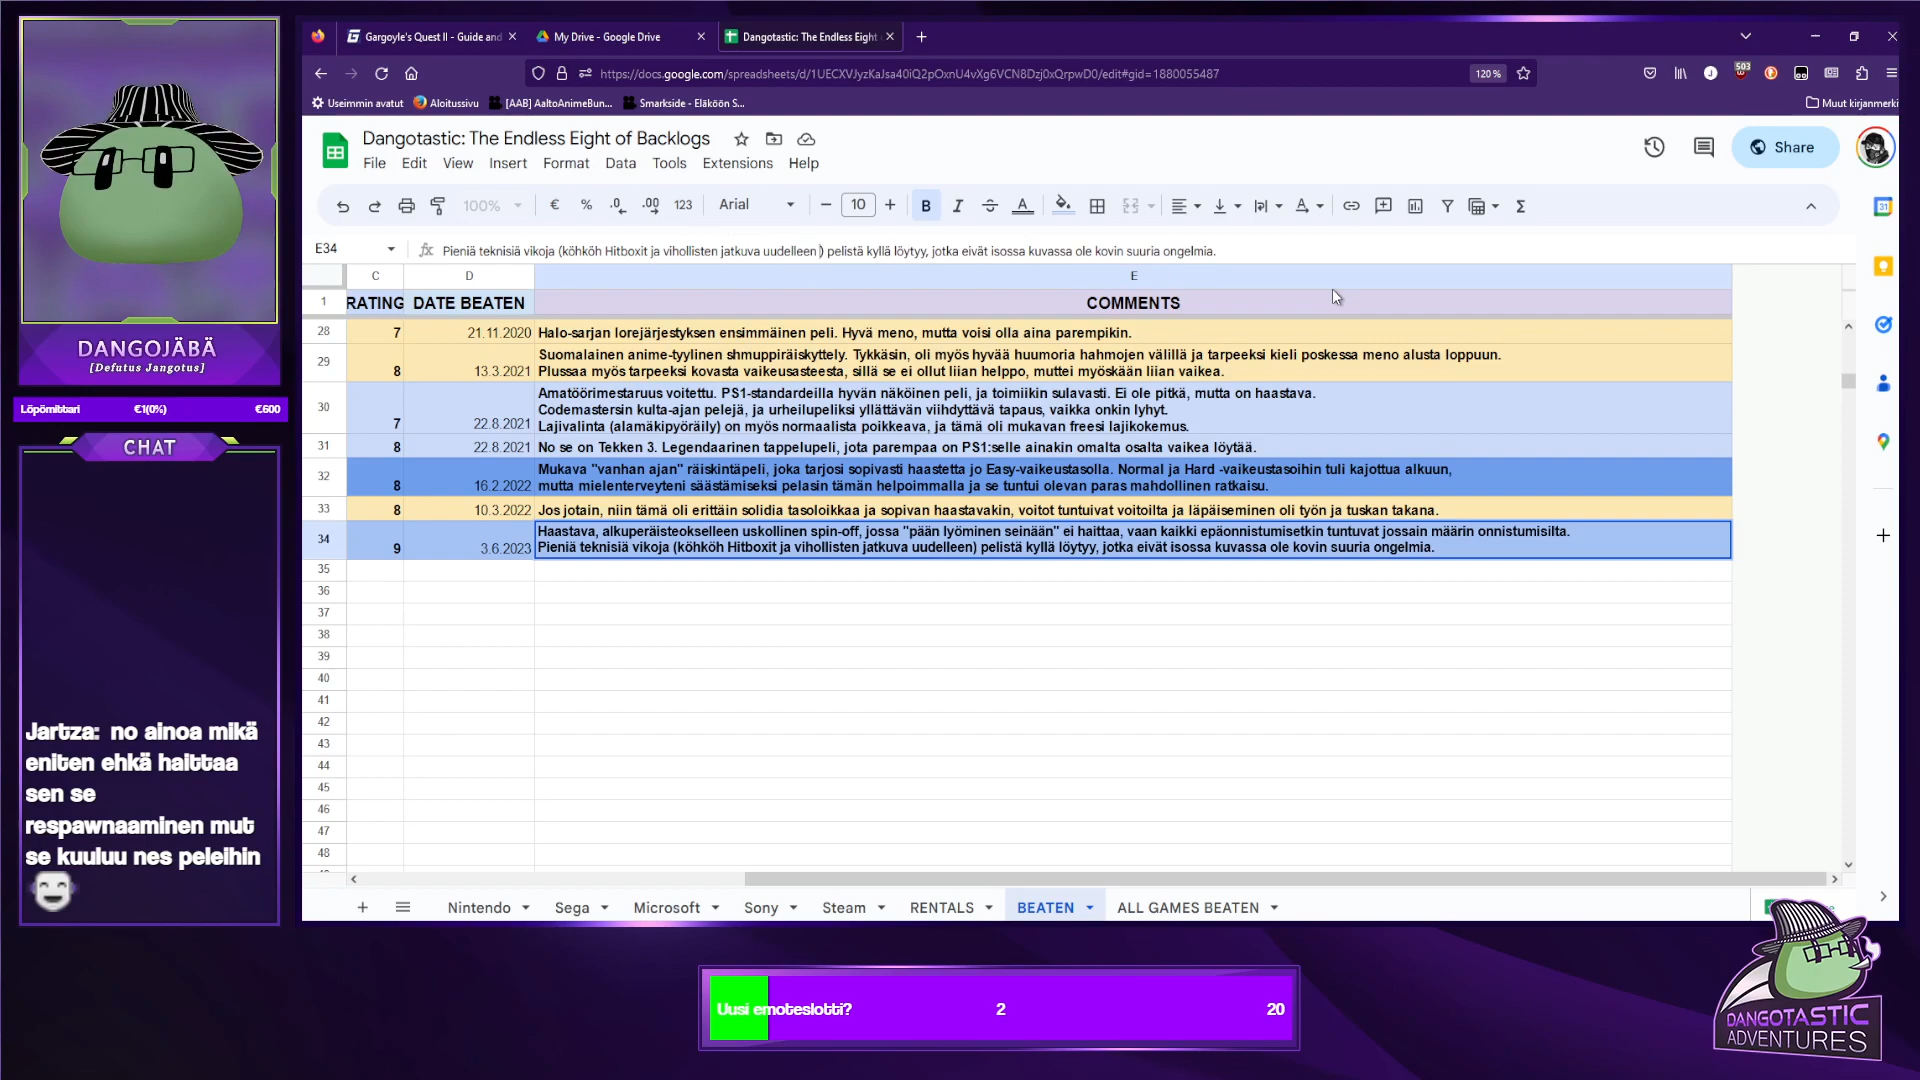 Gargoyle's Quest II - Guide and
My Drive - Google Drive
Dangotastic: The Endless Eight
https://docs.google.com/spreadsheets/d/1UECXVJyzKaJsa40iQ2pOxnU4vXg6VCN8Dzj0xQrpwD0/edit#gid=1880055487
120%
503
Useimmin avatut
Aloitussivu
[AAB] AaltoAnimeBun...
Smarkside - Eläköön S...
Muut kirjanmerki
Dangotastic: The Endless Eight of Backlogs
File Edit View Insert Format Data Tools Extensions Help
Share
100% € % .0 .00 123 Arial 10 B I A
31
E34
Pieniä teknisiä vikoja (köhköh Hitboxit ja vihollisten jatkuva uudelleen) pelistä kyllä löytyy, jotka eivät isossa kuvassa ole kovin suuria ongelmia.
C D E
1 RATING DATE BEATEN COMMENTS
28 7 21.11.2020 Halo-sarjan lorejärjestyksen ensimmäinen peli. Hyvä meno, mutta voisi olla aina parempikin.
29 8 13.3.2021 Suomalainen anime-tyylinen shmuppiräiskyttely. Tykkäsin, oli myös hyvää huumoria hahmojen välillä ja tarpeeksi kieli poskessa meno alusta loppuun.
Plussaa myös tarpeeksi kovasta vaikeusasteesta, sillä se ei ollut liian helppo, muttei myöskään liian vaikea.
30 7 22.8.2021 Amatöörimestaruus voitettu. PS1-standardeilla hyvän näköinen peli, ja toimiikin sulavasti. Ei ole pitkä, mutta on haastava.
Codemastersin kulta-ajan pelejä, ja urheilupeliksi yllättävän viihdyttävä tapaus, vaikka onkin lyhyt.
Lajivalinta (alamäkipyöräily) on myös normaalista poikkeava, ja tämä oli mukavan freesi lajikokemus.
31 8 22.8.2021 No se on Tekken 3. Legendaarinen tappelupeli, jota parempaa on PS1:selle ainakin omalta osalta vaikea löytää.
32 8 16.2.2022 Mukava "vanhan ajan" räiskintäpeli, joka tarjosi sopivasti haastetta jo Easy-vaikeustasolla. Normal ja Hard -vaikeustasoihin tuli kajottua alkuun,
mutta mielenterveyteni säästämiseksi pelasin tämän helpoimmalla ja se tuntui olevan paras mahdollinen ratkaisu.
33 8 10.3.2022 Jos jotain, niin tämä oli erittäin solidia tasoloikkaa ja sopivan haastavakin, voitot tuntuivat voitoilta ja läpäiseminen oli työn ja tuskan takana.
34 9 3.6.2023 Haastava, alkuperäisteokselleen uskollinen spin-off, jossa "pään lyöminen seinään" ei haittaa, vaan kaikki epäonnistumisetkin tuntuvat jossain määrin onnistumisilta.
Pieniä teknisiä vikoja (köhköh Hitboxit ja vihollisten jatkuva uudelleen) pelistä kyllä löytyy, jotka eivät isossa kuvassa ole kovin suuria ongelmia.
35
36
37
38
39
40
41
42
43
44
45
46
47
48
Nintendo Sega Microsoft Sony Steam RENTALS BEATEN ALL GAMES BEATEN
DANGOJÄBÄ
[Defutus Jangotus]
Löpömittari €1(0%) €600
CHAT
Jartza: no ainoa mikä
eniten ehkä haittaa
sen se
respawnaaminen mut
se kuuluu nes peleihin
Uusi emoteslotti? 2 20
DANGOTASTIC
ADVENTURES